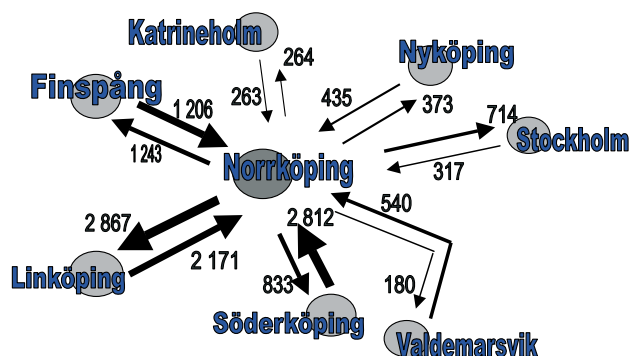 Katrineholm
264
263
Nyköping
435
373
Finspång
1 206
1 243
714
Stockholm
317
Norrköping
2 867
2 171
2 812
540
Linköping
833
180
Söderköping
Valdemarsvik